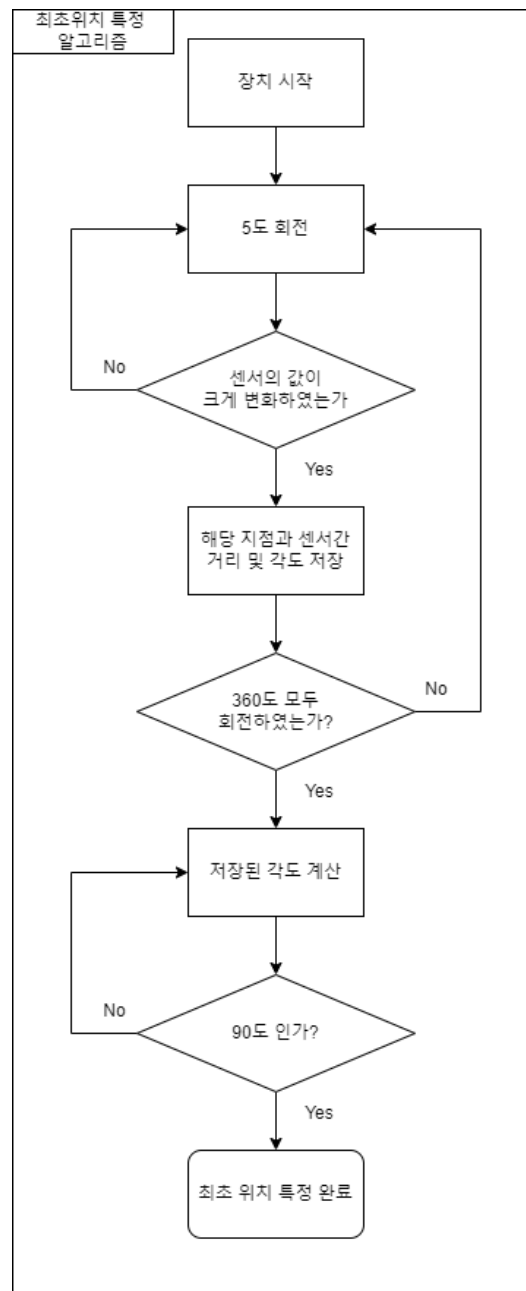 최초위치 특정
알고리즘
장치 시작
5도 회전
No
센서의 값이
크게 변화하였는가
Yes
해당 지점과 센서간
거리 및 각도 저장
360도 모두
회전하였는가?
No
Yes
저장된 각도 계산
No
90도 인가?
Yes
최초 위치 특정 완료